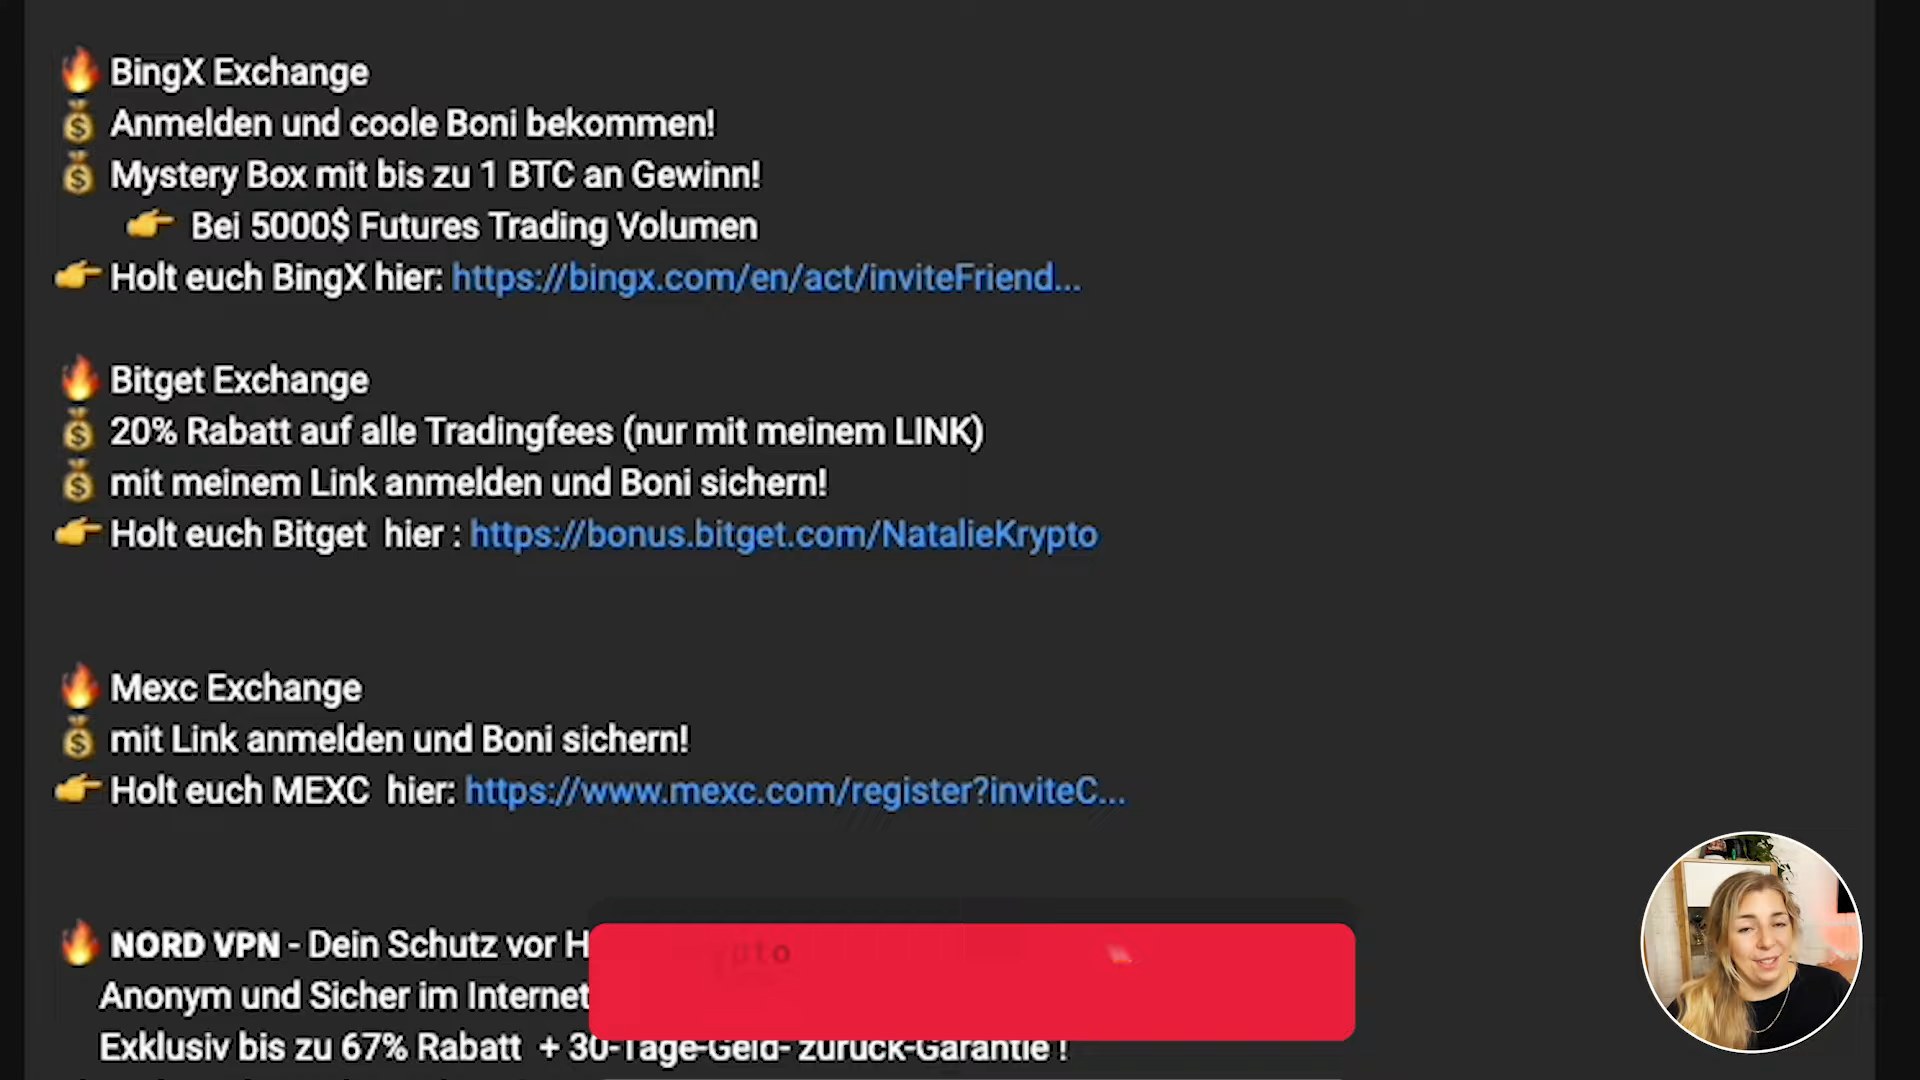 🔥 BingX Exchange
💰 Anmelden und coole Boni bekommen!
💰 Mystery Box mit bis zu 1 BTC an Gewinn!
👉 Bei 5000$ Futures Trading Volumen
👉 Holt euch BingX hier: https://bingx.com/en/act/inviteFriend...
🔥 Bitget Exchange
💰 20% Rabatt auf alle Tradingfees (nur mit meinem LINK)
💰 mit meinem Link anmelden und Boni sichern!
👉 Holt euch Bitget hier : https://bonus.bitget.com/NatalieKrypto
🔥 Mexc Exchange
💰 mit Link anmelden und Boni sichern!
👉 Holt euch MEXC hier: https://www.mexc.com/register?inviteC...
🔥 NORD VPN - Dein Schutz vor H
Anonym und Sicher im Internet
Exklusiv bis zu 67% Rabatt + 30-Tage-Geld- zurück-Garantie !